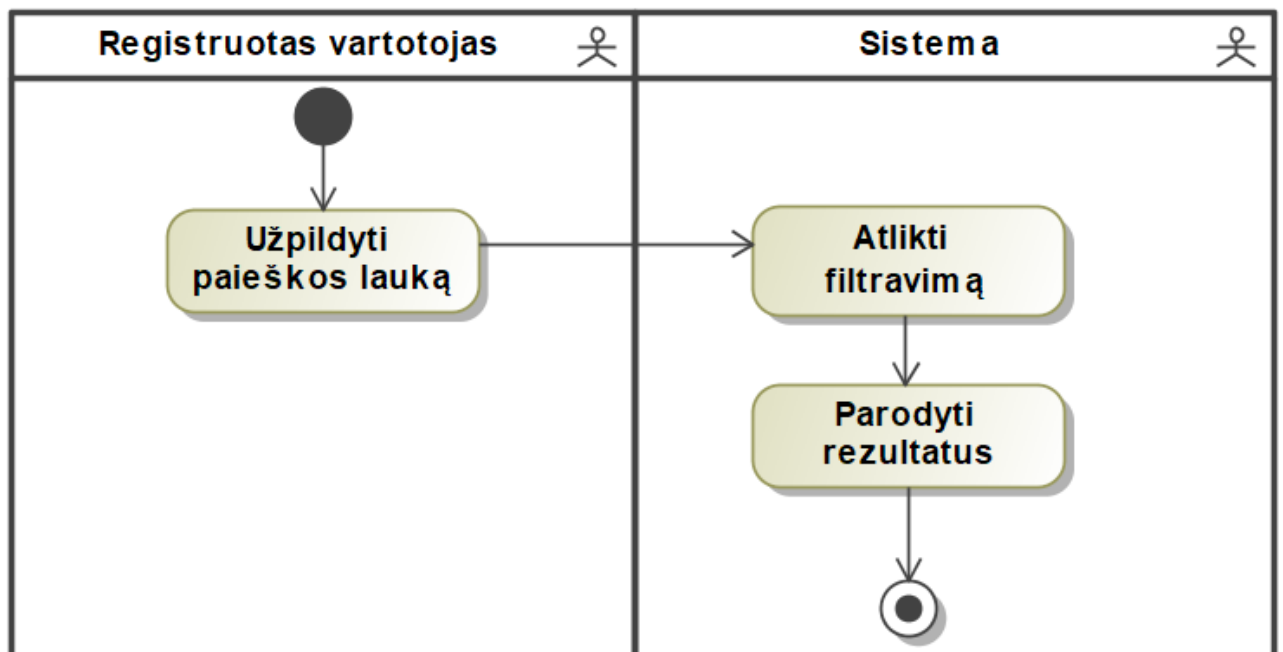 Registruotas vartotojas
Sistema
Užpildyti
paieškos lauką
Atlikti
filtravimą
Parodyti
rezultatus